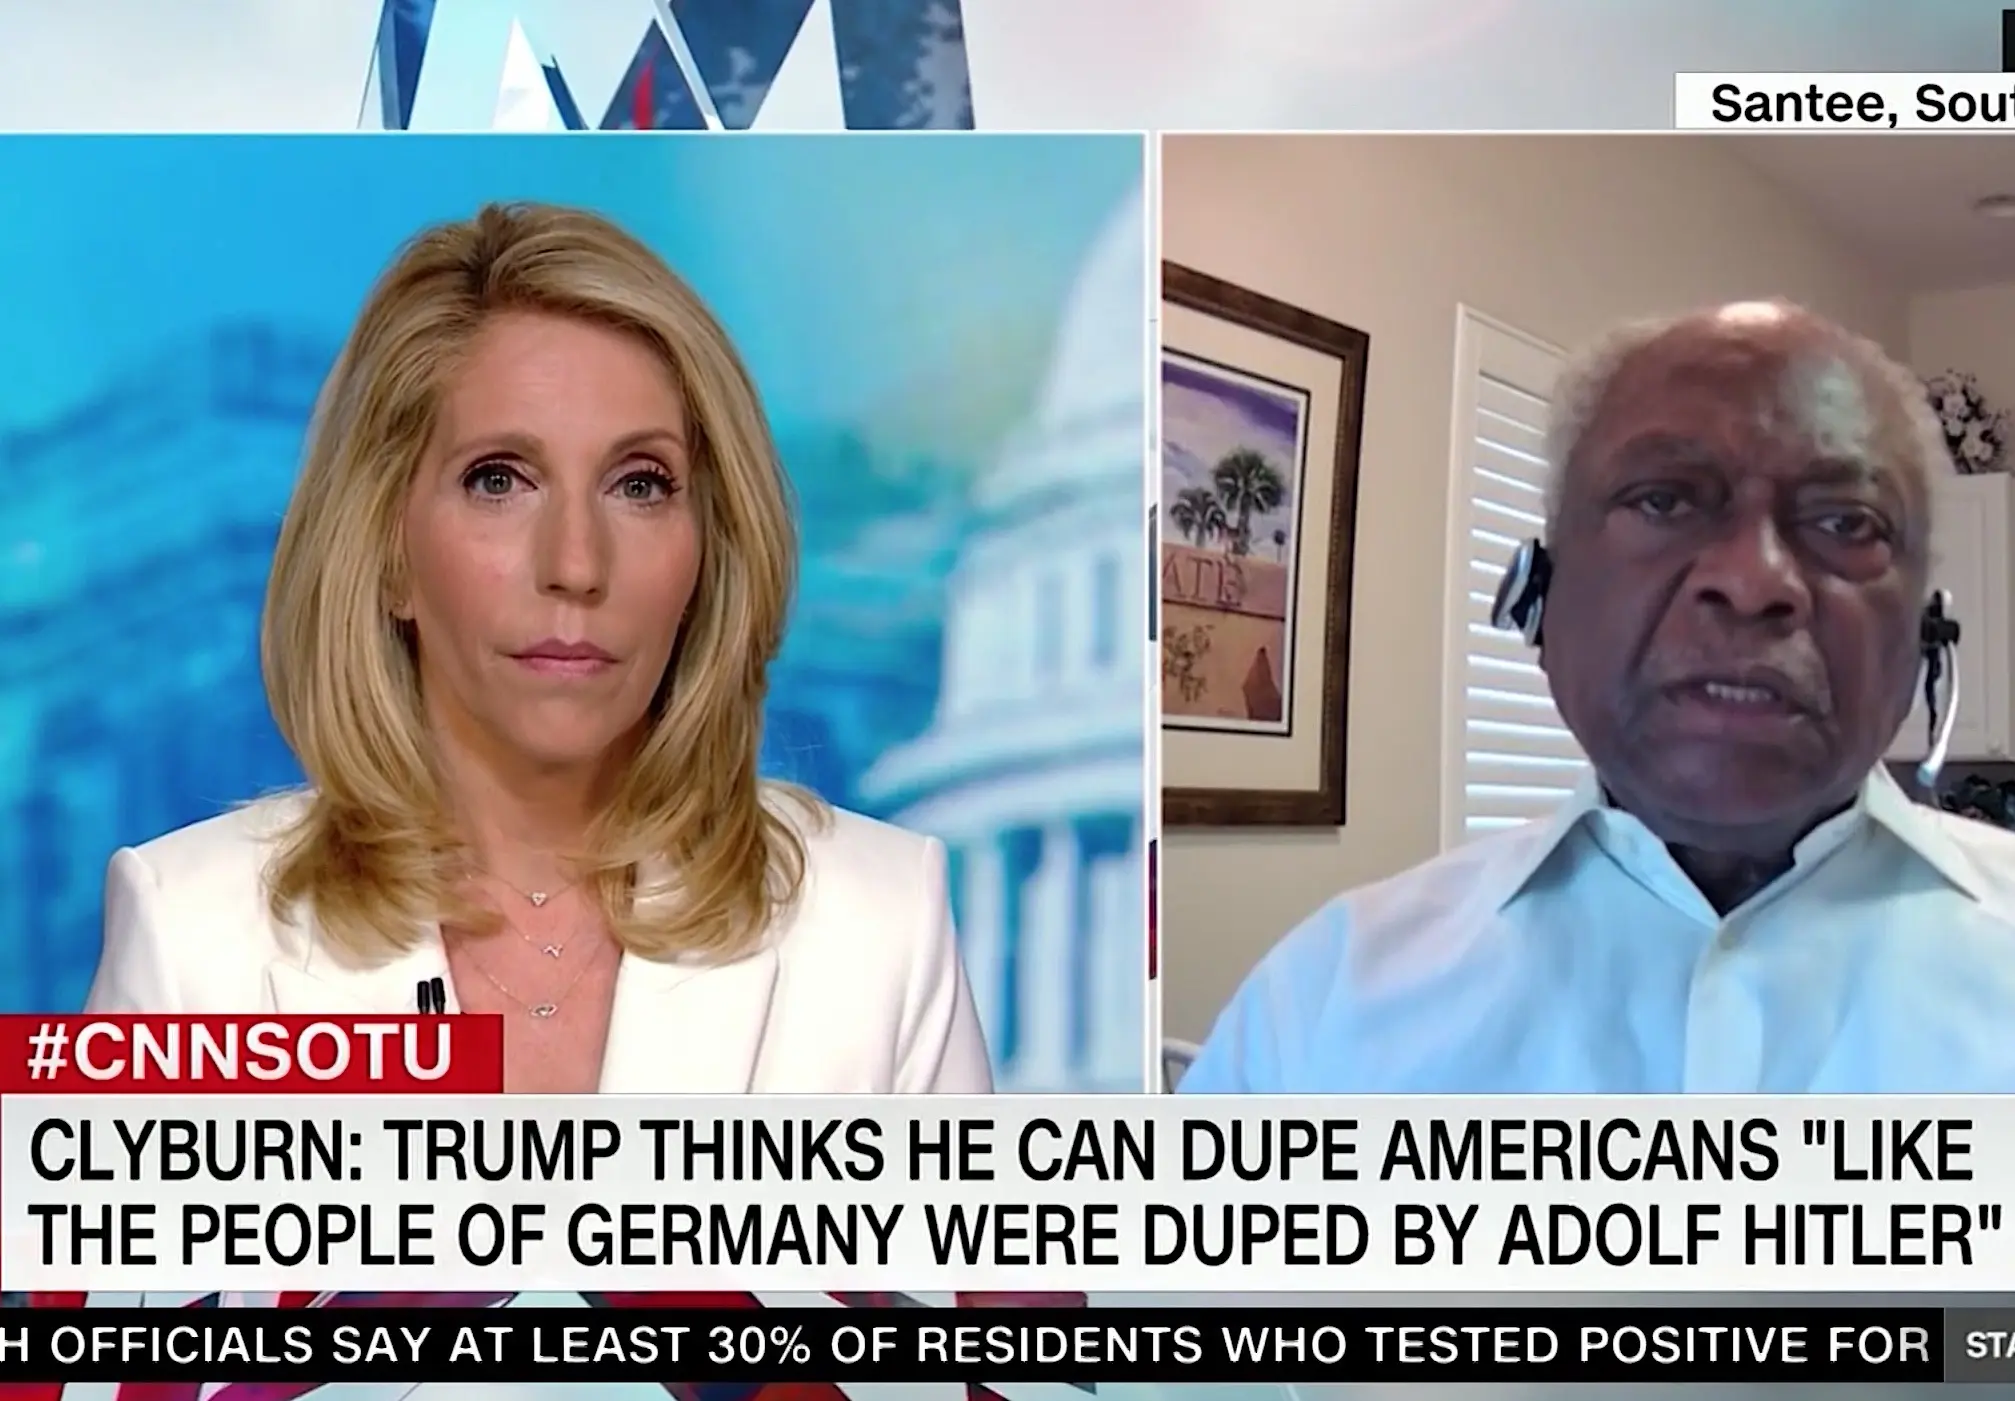 Santee, Sou
ATE
#CNNSOTU
CLYBURN: TRUMP THINKS HE CAN DUPE AMERICANS "LIKE
THE PEOPLE OF GERMANY WERE DUPED BY ADOLF HITLER"
H OFFICIALS SAY AT LEAST 30% OF RESIDENTS WHO TESTED POSITIVE FOR
STA